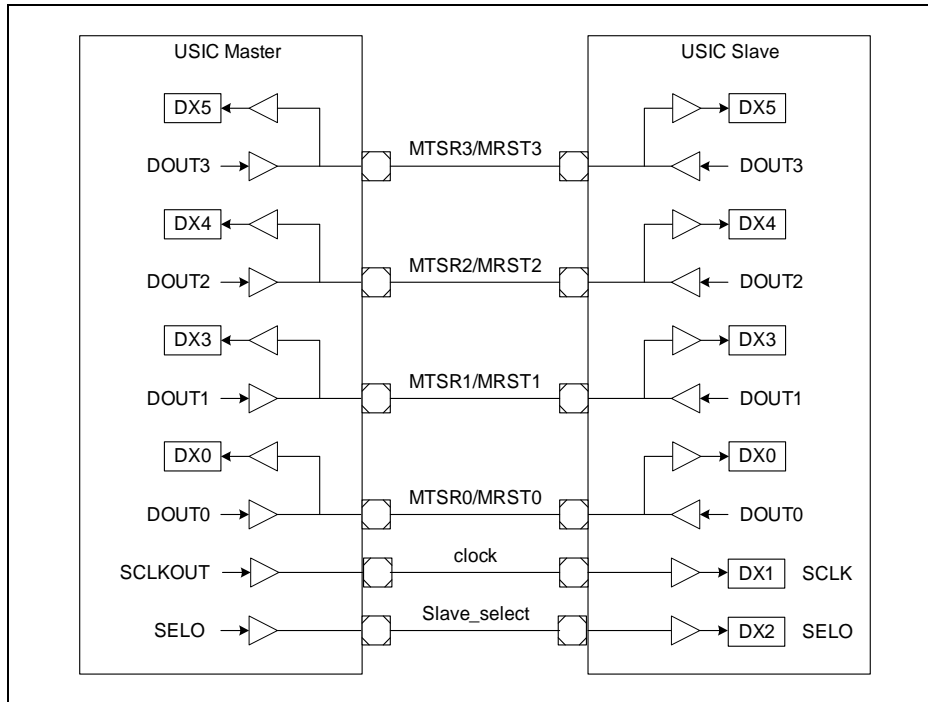 USIC Master
USIC Slave
DX5
DX5
MTSR3/MRST3
DOUT3
DOUT3
DX4
DX4
MTSR2/MRST2
DOUT2
DOUT2
DX3
DX3
MTSR1/MRST1
DOUT1
DOUT1
DX0
DX0
MTSR0/MRST0
DOUT0
DOUT0
clock
SCLKOUT
DX1 SCLK
Slave_select
SELO
DX2 SELO